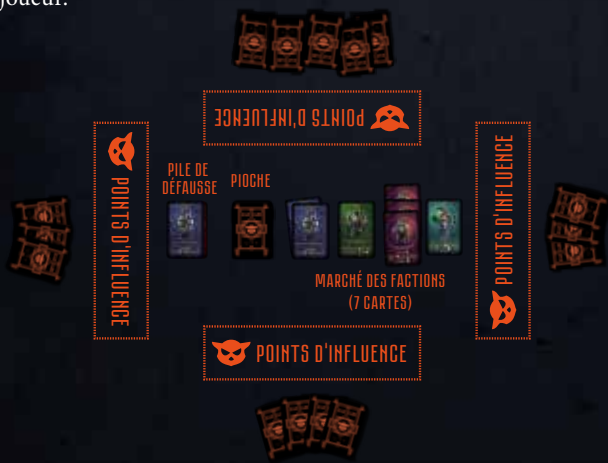 joueur.
POINTS D'INFLUENCE
POINTS D'INFLUENCE
PILE DE
DÉFAUSSE
PIOCHE
POINTS D'INFLUENCE
MARCHÉ DES FACTIONS
(7 CARTES)
POINTS D'INFLUENCE